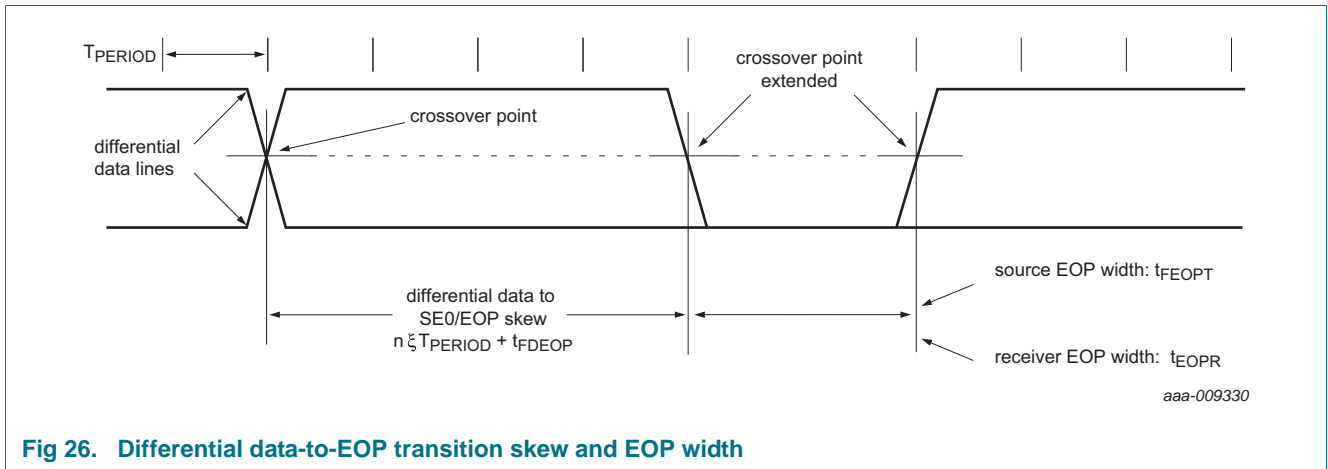 TPERIOD
crossover point
extended
crossover point
differential
data lines
source EOP width: tFEOPT
differential data to
SE0/EOP skew
n ξ TPERIOD + tFDEOP
receiver EOP width: tEOPR
aaa-009330
Fig 26. Differential data-to-EOP transition skew and EOP width